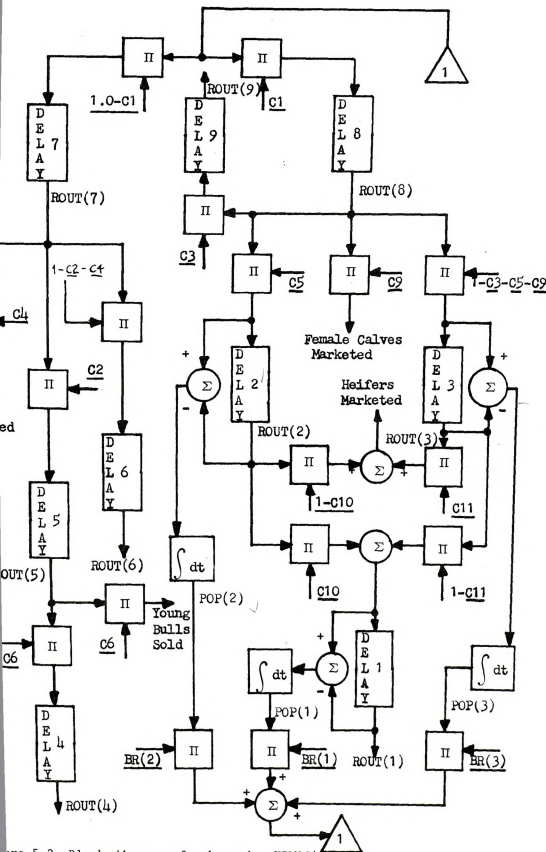 Π
Π
1
ROUT(9)
1.0-C1
C1
DELAY 7
DELAY 9
DELAY 8
ROUT(7)
ROUT(8)
Π
C3
1-C2-C4
Π
C5
Π
C9
Π
1-C3-C5-C9
Π
C4
Female Calves
Marketed
+
Σ
-
DELAY 2
DELAY 3
+
Σ
-
Π
C2
Heifers
Marketed
ed
ROUT(2)
ROUT(3)
DELAY 6
Π
+
Σ
+
Π
1-C10
C11
DELAY 5
ROUT(6)
Π
Σ
Π
∫dt
C10
1-C11
OUT(5)
POP(2)
Π
Young
Bulls
Sold
C6
C6
Π
+
Σ
-
DELAY 1
∫dt
∫dt
POP(1)
POP(3)
DELAY 4
BR(2)
Π
Π
BR(1)
ROUT(1)
Π
BR(3)
ROUT(4)
+
+
Σ
+
1